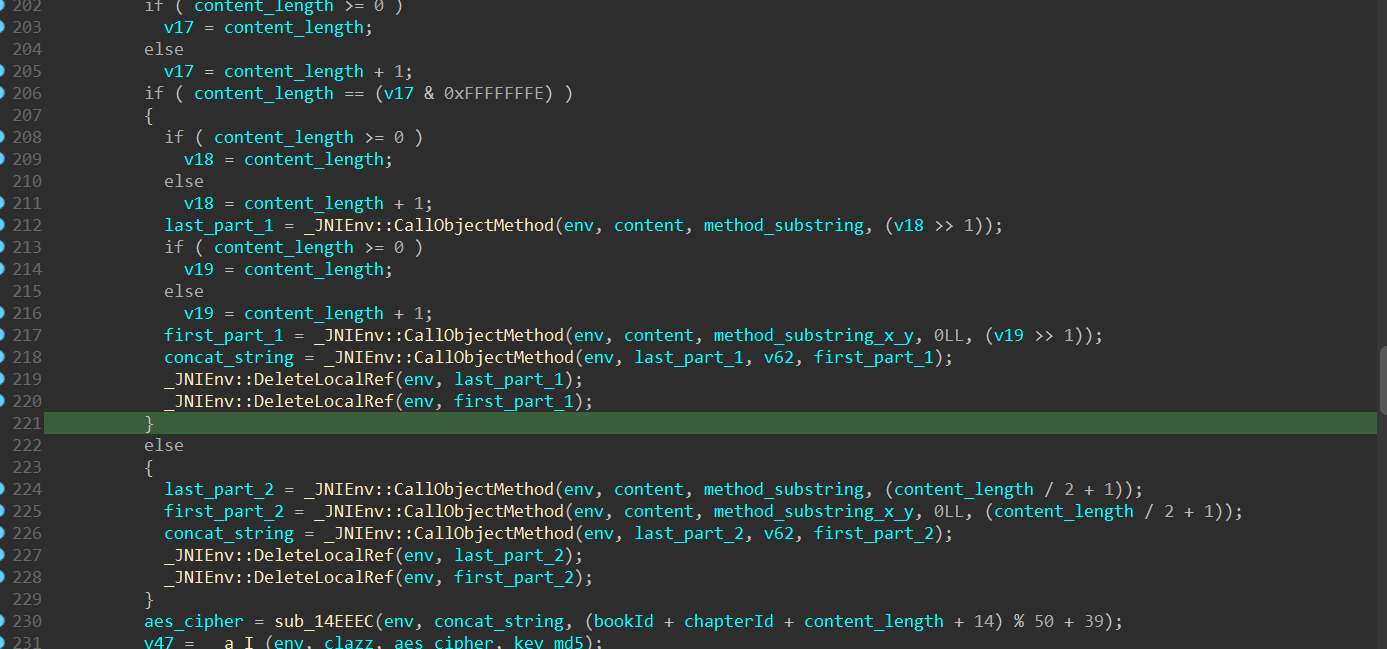 202 if ( content_length >= 0 )
203 v17 = content_length;
204 else
205 v17 = content_length + 1;
206 if ( content_length == (v17 & 0xFFFFFFFE) )
207 {
208 if ( content_length >= 0 )
209 v18 = content_length;
210 else
211 v18 = content_length + 1;
212 last_part_1 = _JNIEnv::CallObjectMethod(env, content, method_substring, (v18 >> 1));
213 if ( content_length >= 0 )
214 v19 = content_length;
215 else
216 v19 = content_length + 1;
217 first_part_1 = _JNIEnv::CallObjectMethod(env, content, method_substring_x_y, 0LL, (v19 >> 1));
218 concat_string = _JNIEnv::CallObjectMethod(env, last_part_1, v62, first_part_1);
219 _JNIEnv::DeleteLocalRef(env, last_part_1);
220 _JNIEnv::DeleteLocalRef(env, first_part_1);
221 }
222 else
223 {
224 last_part_2 = _JNIEnv::CallObjectMethod(env, content, method_substring, (content_length / 2 + 1));
225 first_part_2 = _JNIEnv::CallObjectMethod(env, content, method_substring_x_y, 0LL, (content_length / 2 + 1));
226 concat_string = _JNIEnv::CallObjectMethod(env, last_part_2, v62, first_part_2);
227 _JNIEnv::DeleteLocalRef(env, last_part_2);
228 _JNIEnv::DeleteLocalRef(env, first_part_2);
229 }
230 aes_cipher = sub_14EEEC(env, concat_string, (bookId + chapterId + content_length + 14) % 50 + 39);
231 v47 = __a_I_(env, clazz, aes_cipher, key_md5);